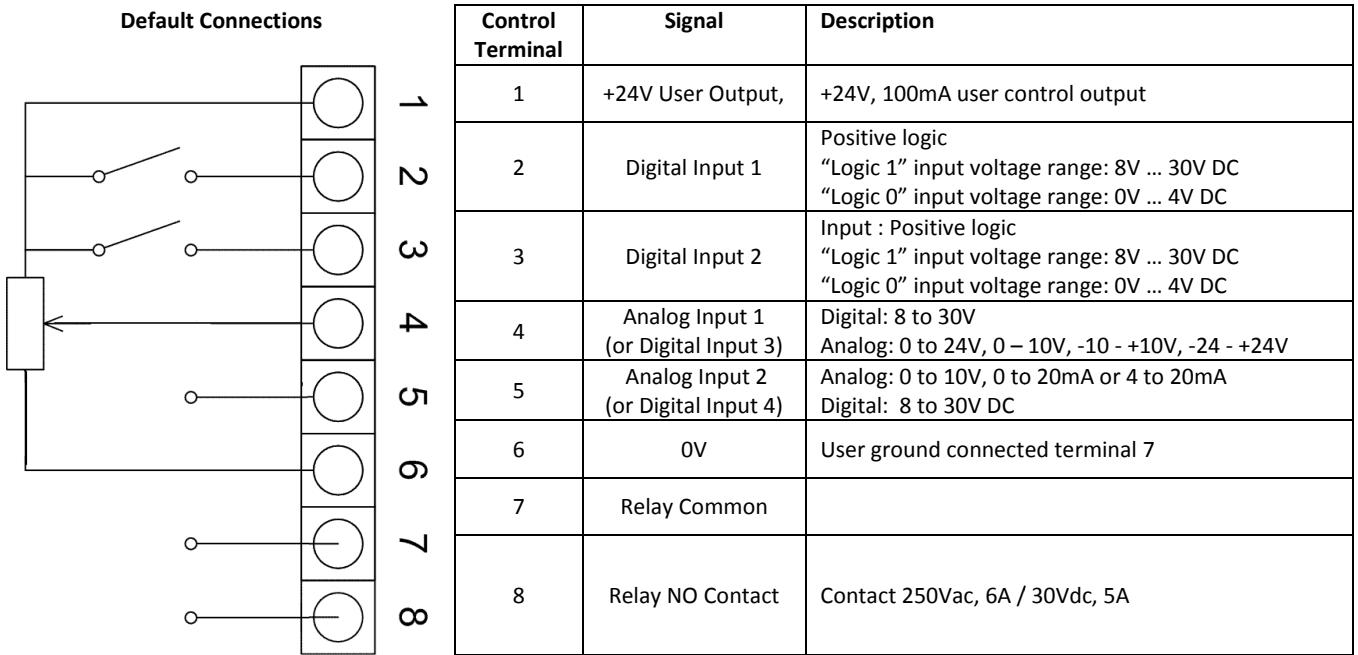 Default Connections
1
2
3
4
5
6
7
8
Control Terminal Signal Description
1 +24V User Output, +24V, 100mA user control output
2 Digital Input 1 Positive logic
“Logic 1” input voltage range: 8V … 30V DC
“Logic 0” input voltage range: 0V … 4V DC
3 Digital Input 2 Input : Positive logic
“Logic 1” input voltage range: 8V … 30V DC
“Logic 0” input voltage range: 0V … 4V DC
4 Analog Input 1 Digital: 8 to 30V
(or Digital Input 3) Analog: 0 to 24V, 0 – 10V, -10 - +10V, -24 - +24V
5 Analog Input 2 Analog: 0 to 10V, 0 to 20mA or 4 to 20mA
(or Digital Input 4) Digital: 8 to 30V DC
6 0V User ground connected terminal 7
7 Relay Common
8 Relay NO Contact Contact 250Vac, 6A / 30Vdc, 5A